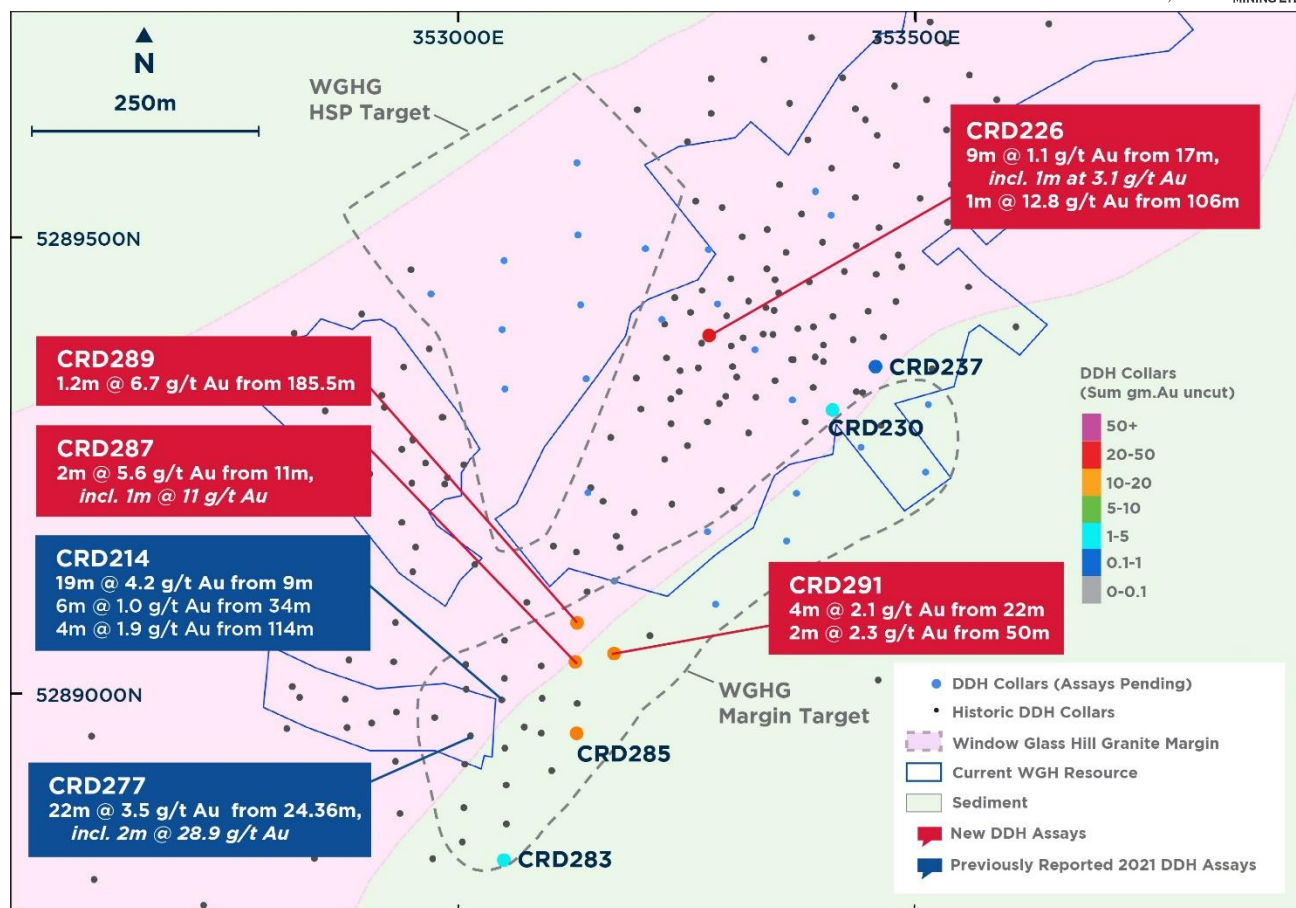 MINING LTD
353000E
353500E
N
250m
WGHG
HSP Target
CRD226
9m @ 1.1 g/t Au from 17m,
incl. 1m at 3.1 g/t Au
1m @ 12.8 g/t Au from 106m
5289500N
CRD289
1.2m @ 6.7 g/t Au from 185.5m
CRD237
CRD230
DDH Collars
(Sum gm.Au uncut)
50+
20-50
10-20
5-10
1-5
0.1-1
0-0.1
CRD287
2m @ 5.6 g/t Au from 11m,
incl. 1m @ 11 g/t Au
CRD214
19m @ 4.2 g/t Au from 9m
6m @ 1.0 g/t Au from 34m
4m @ 1.9 g/t Au from 114m
CRD291
4m @ 2.1 g/t Au from 22m
2m @ 2.3 g/t Au from 50m
5289000N
WGHG
Margin Target
CRD285
CRD277
22m @ 3.5 g/t Au from 24.36m,
incl. 2m @ 28.9 g/t Au
CRD283
DDH Collars (Assays Pending)
Historic DDH Collars
Window Glass Hill Granite Margin
Current WGH Resource
Sediment
New DDH Assays
Previously Reported 2021 DDH Assays